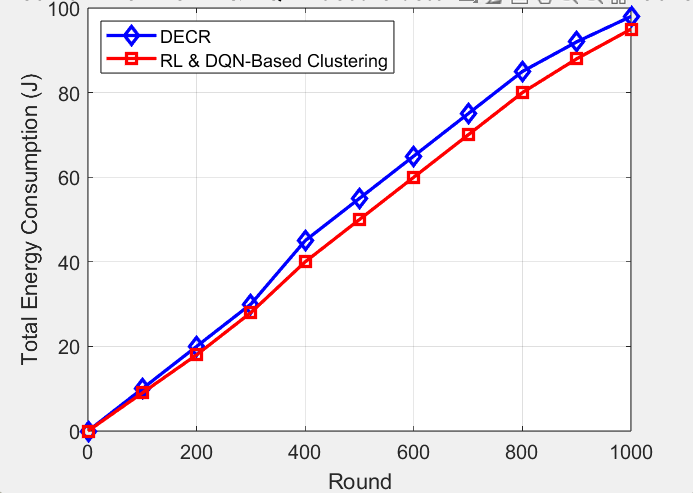 DECR
RL & DQN-Based Clustering
Total Energy Consumption (J)
100
80
60
40
20
0
0 200 400 600 800 1000
Round